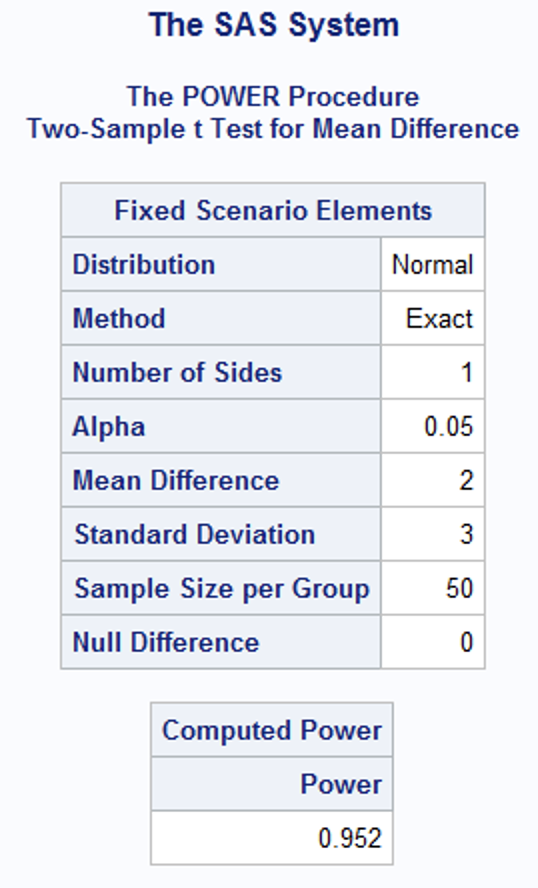 The SAS System
The POWER Procedure
Two-Sample t Test for Mean Difference
Fixed Scenario Elements
Distribution Normal
Method Exact
Number of Sides 1
Alpha 0.05
Mean Difference 2
Standard Deviation 3
Sample Size per Group 50
Null Difference 0
Computed Power
Power
0.952